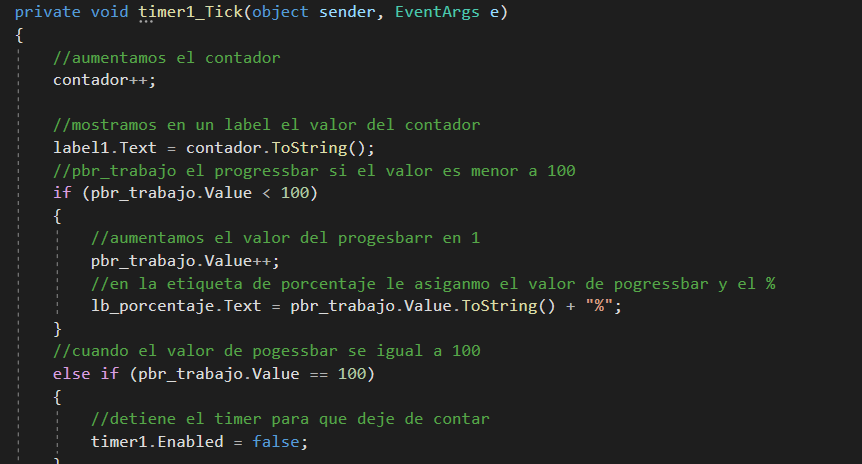 private void timer1_Tick(object sender, EventArgs e)
{
//aumentamos el contador
contador++;
//mostramos en un label el valor del contador
label1.Text = contador.ToString();
//pbr_trabajo el progressbar si el valor es menor a 100
if (pbr_trabajo.Value < 100)
{
//aumentamos el valor del progesbarr en 1
pbr_trabajo.Value++;
//en la etiqueta de porcentaje le asiganmo el valor de pogressbar y el %
lb_porcentaje.Text = pbr_trabajo.Value.ToString() + "%";
}
//cuando el valor de pogessbar se igual a 100
else if (pbr_trabajo.Value == 100)
{
//detiene el timer para que deje de contar
timer1.Enabled = false;
}